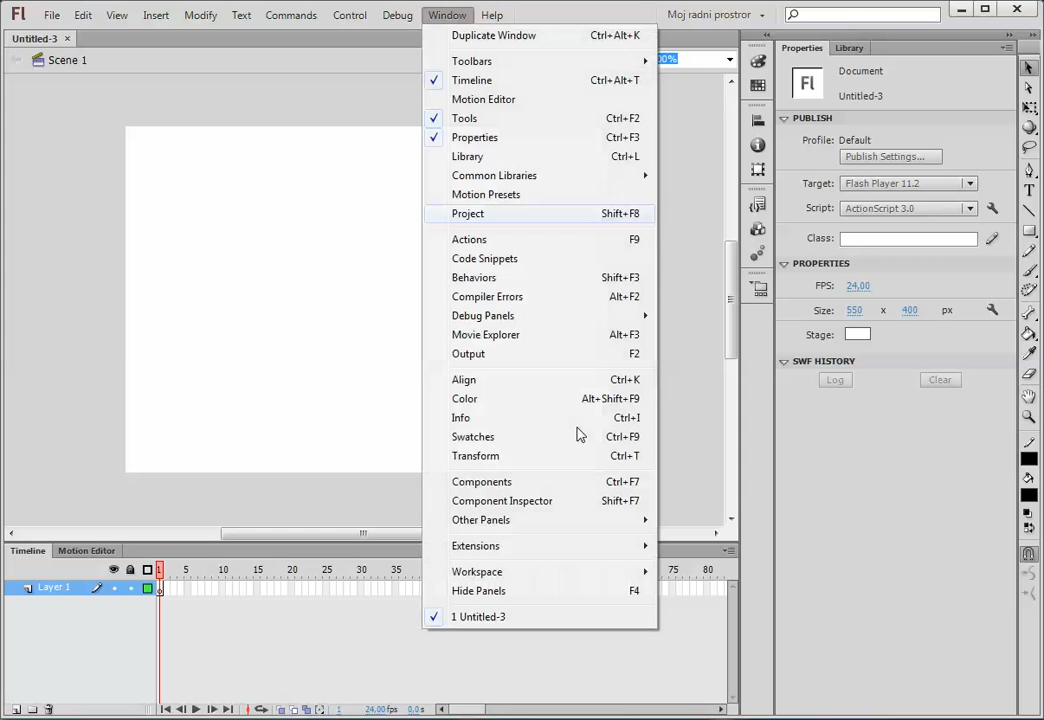 Fl File Edit View Insert Modify Text Commands Control Debug Window Help Moj radni prostor
Untitled-3 ×
Scene 1
00%
Duplicate Window Ctrl+Alt+K
Toolbars
Timeline Ctrl+Alt+T
Motion Editor
Tools Ctrl+F2
Properties Ctrl+F3
Library Ctrl+L
Common Libraries
Motion Presets
Project Shift+F8
Actions F9
Code Snippets
Behaviors Shift+F3
Compiler Errors Alt+F2
Debug Panels
Movie Explorer Alt+F3
Output F2
Align Ctrl+K
Color Alt+Shift+F9
Info Ctrl+I
Swatches Ctrl+F9
Transform Ctrl+T
Components Ctrl+F7
Component Inspector Shift+F7
Other Panels
Extensions
Workspace
Hide Panels F4
1 Untitled-3
Properties Library
Fl
Document
Untitled-3
PUBLISH
Profile: Default
Publish Settings...
Target: Flash Player 11.2
Script: ActionScript 3.0
Class:
PROPERTIES
FPS: 24,00
Size: 550 x 400 px
Stage:
SWF HISTORY
Log Clear
Timeline Motion Editor
1 5 10 15 20 25 30 35 75 80
Layer 1
1 24,00 fps 0,0 s